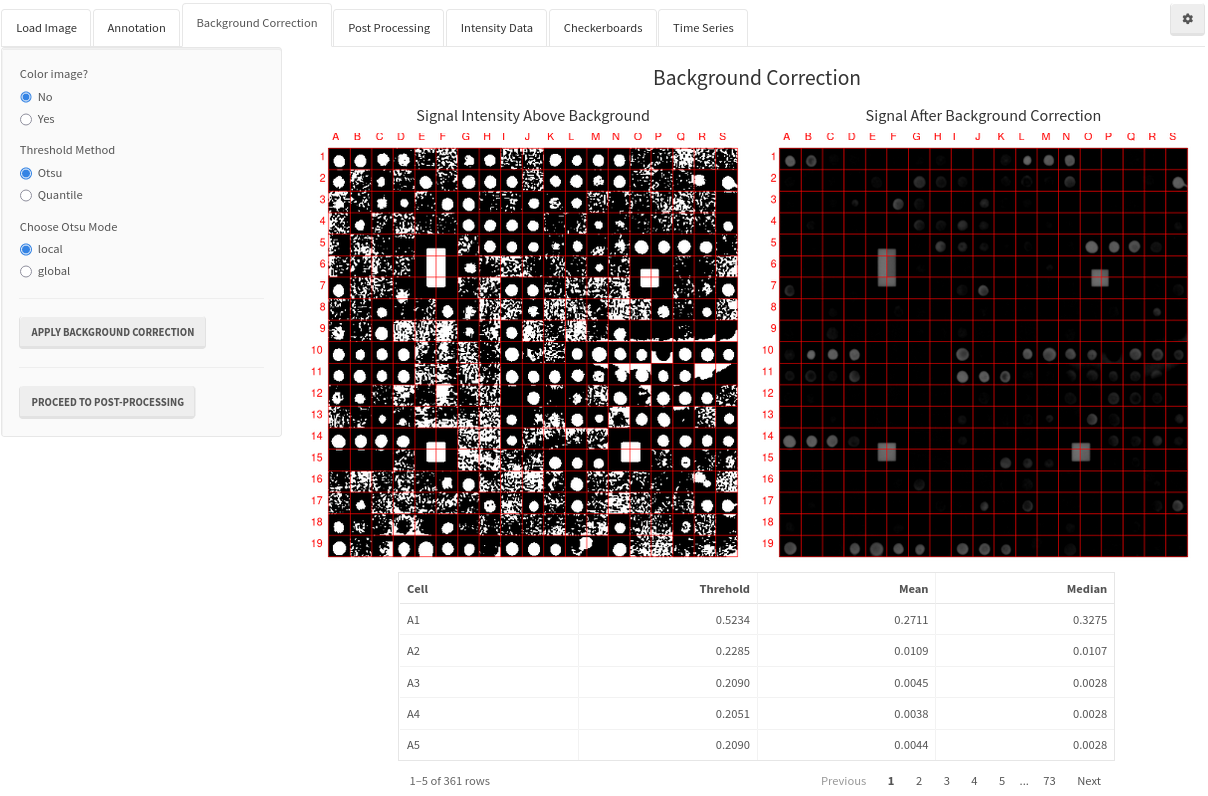 Load Image Annotation Background Correction Post Processing Intensity Data Checkerboards Time Series
Color image?
No
Yes
Threshold Method
Otsu
Quantile
Choose Otsu Mode
local
global
APPLY BACKGROUND CORRECTION
PROCEED TO POST-PROCESSING
Background Correction
Signal Intensity Above Background
A B C D E F G H I J K L M N O P Q R S
1
2
3
4
5
6
7
8
9
10
11
12
13
14
15
16
17
18
19
Signal After Background Correction
A B C D E F G H I J K L M N O P Q R S
1
2
3
4
5
6
7
8
9
10
11
12
13
14
15
16
17
18
19
Cell Threhold Mean Median
A1 0.5234 0.2711 0.3275
A2 0.2285 0.0109 0.0107
A3 0.2090 0.0045 0.0028
A4 0.2051 0.0038 0.0028
A5 0.2090 0.0044 0.0028
1–5 of 361 rows Previous 1 2 3 4 5 ... 73 Next